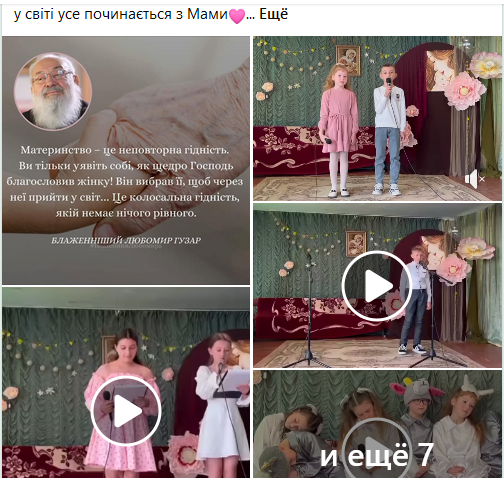 у світі усе починається з Мами🩷... Ещё
Материнство – це неповторна гідність.
Ви тільки уявіть собі, як щедро Господь
благословив жінку! Він вибрав її, щоб через
неї прийти у світ... Це колосальна гідність,
якій немає нічого рівного.
БЛАЖЕННІШИЙ ЛЮБОМИР ГУЗАР
и ещё 7